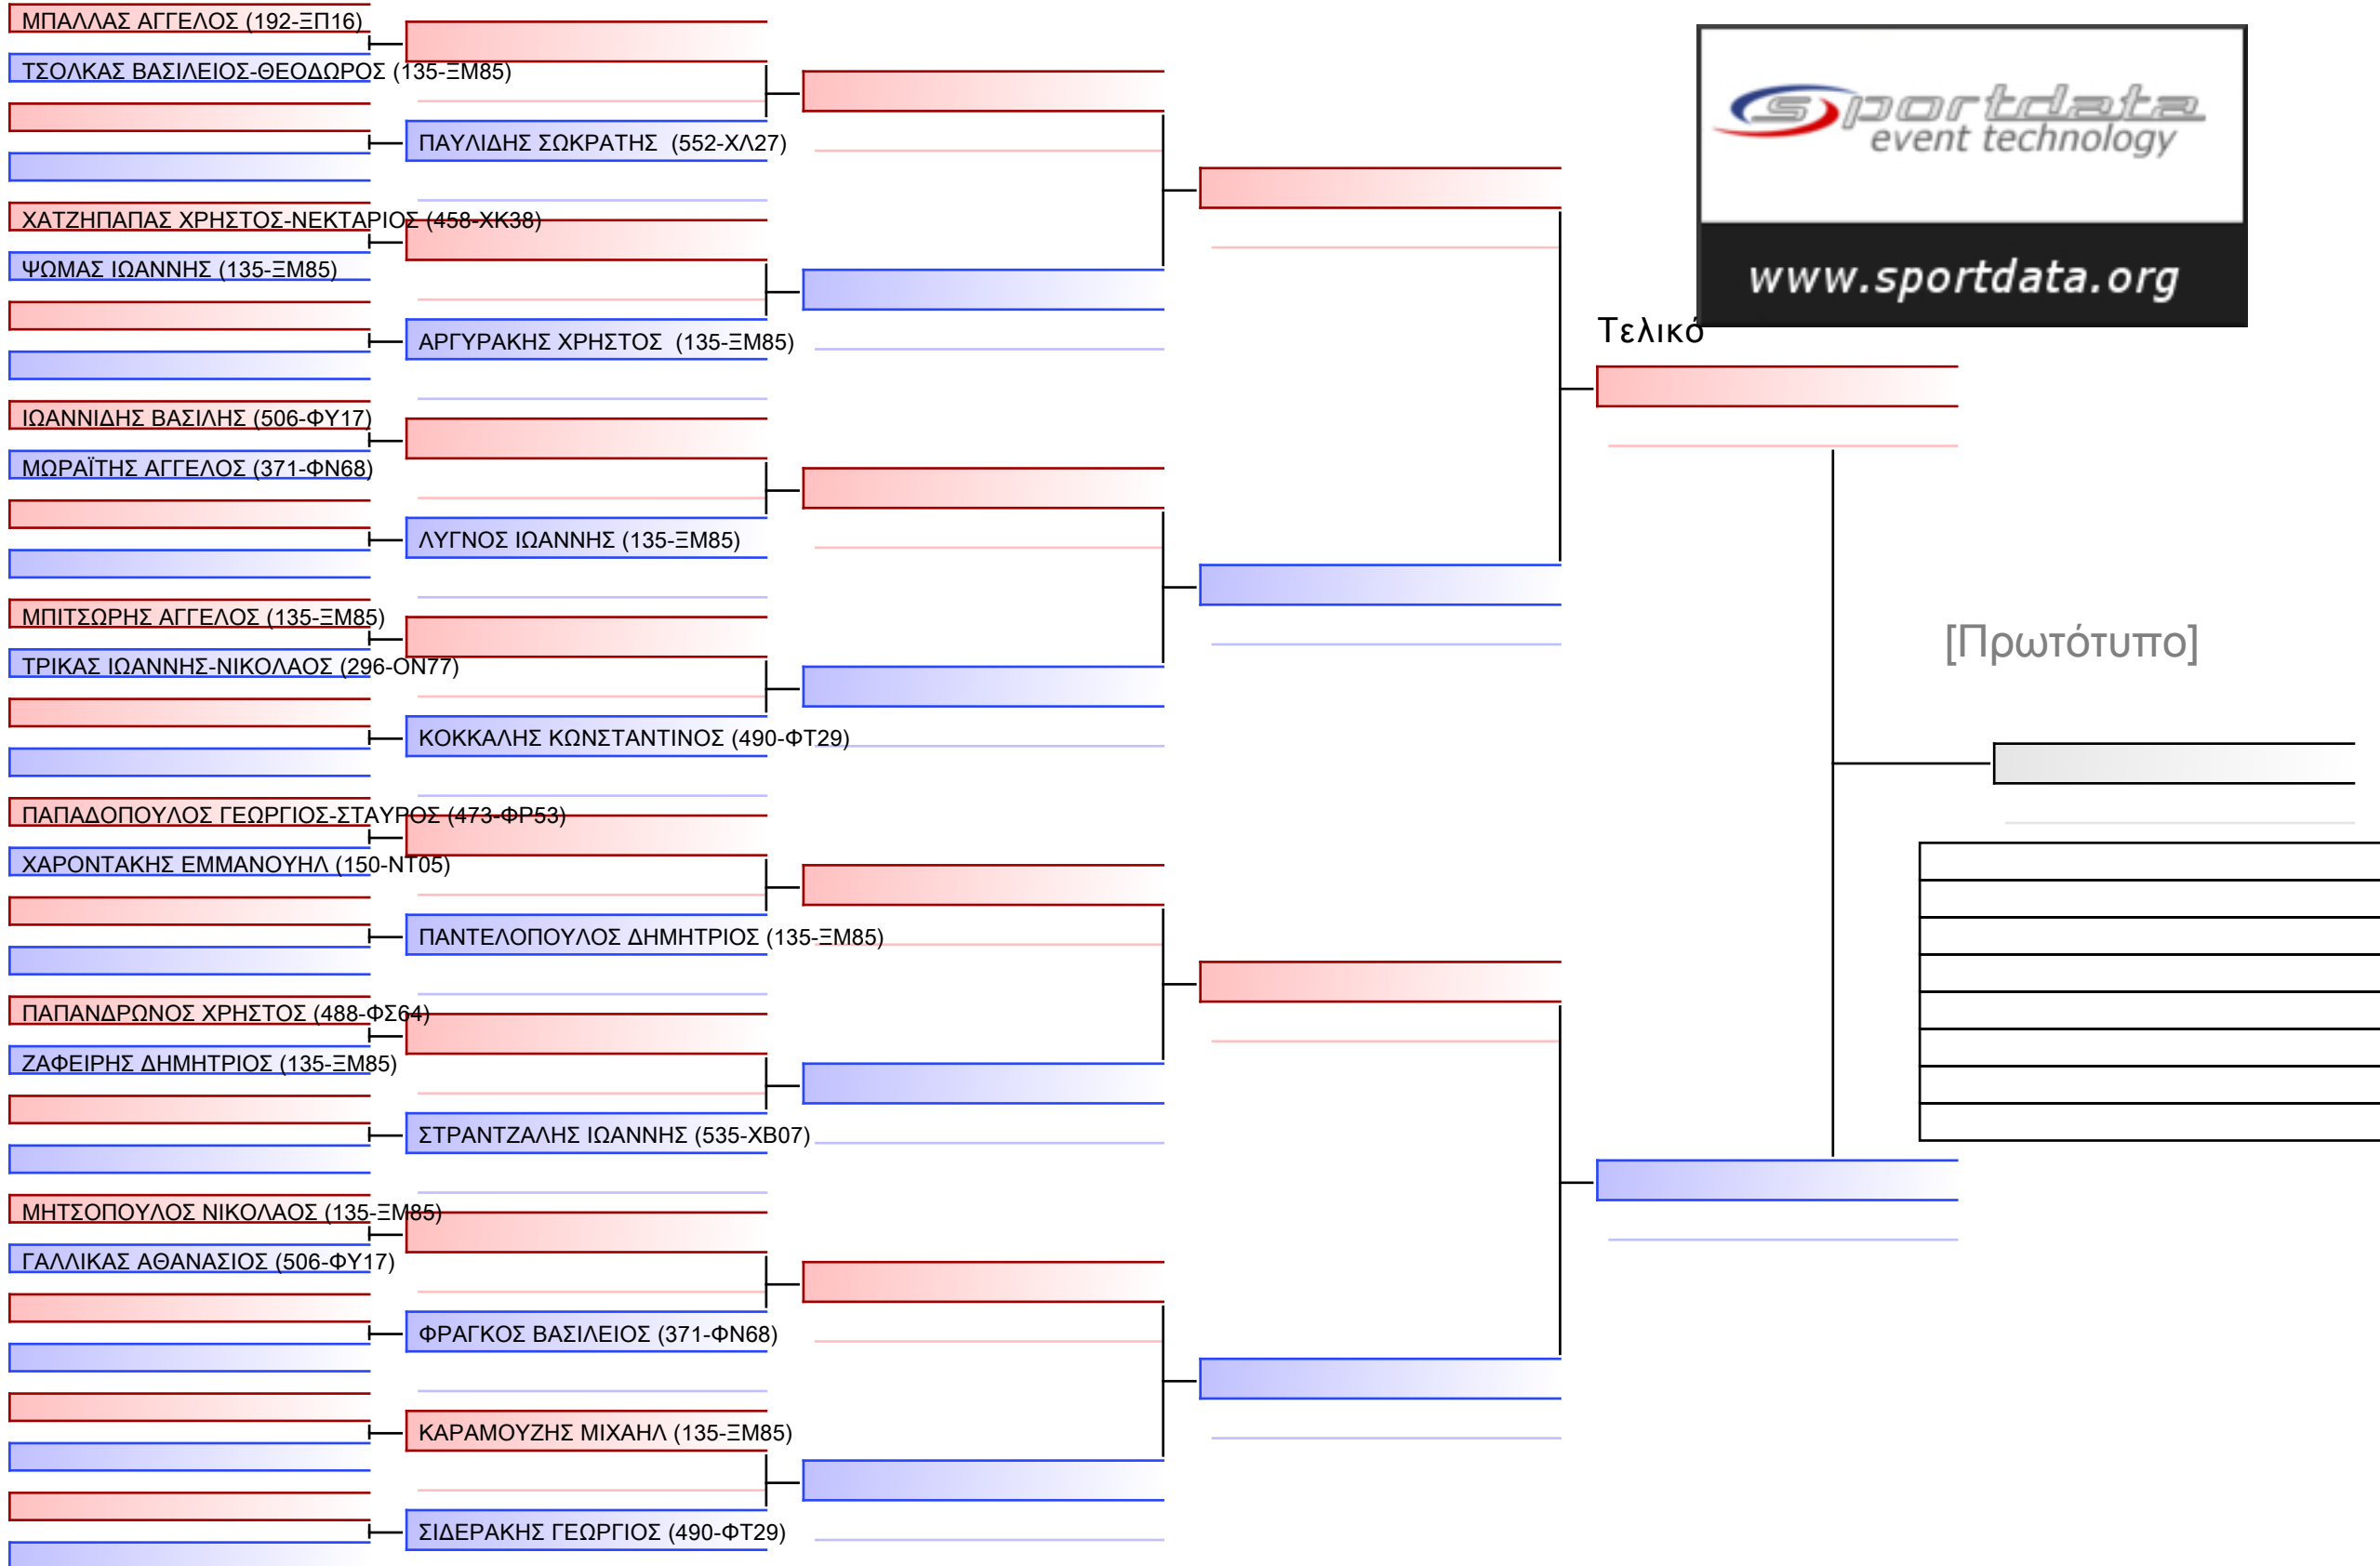 ΜΠΑΛΛΑΣ ΑΓΓΕΛΟΣ (192-ΞΠ16)
ΤΣΟΛΚΑΣ ΒΑΣΙΛΕΙΟΣ-ΘΕΟΔΩΡΟΣ (135-ΞΜ85)
ΠΑΥΛΙΔΗΣ ΣΩΚΡΑΤΗΣ (552-ΧΛ27)
ΧΑΤΖΗΠΑΠΑΣ ΧΡΗΣΤΟΣ-ΝΕΚΤΑΡΙΟΣ (458-ΧΚ38)
ΨΩΜΑΣ ΙΩΑΝΝΗΣ (135-ΞΜ85)
ΑΡΓΥΡΑΚΗΣ ΧΡΗΣΤΟΣ (135-ΞΜ85)
ΙΩΑΝΝΙΔΗΣ ΒΑΣΙΛΗΣ (506-ΦΥ17)
ΜΩΡΑΪΤΗΣ ΑΓΓΕΛΟΣ (371-ΦΝ68)
ΛΥΓΝΟΣ ΙΩΑΝΝΗΣ (135-ΞΜ85)
ΜΠΙΤΣΩΡΗΣ ΑΓΓΕΛΟΣ (135-ΞΜ85)
ΤΡΙΚΑΣ ΙΩΑΝΝΗΣ-ΝΙΚΟΛΑΟΣ (296-ΟΝ77)
ΚΟΚΚΑΛΗΣ ΚΩΝΣΤΑΝΤΙΝΟΣ (490-ΦΤ29)
ΠΑΠΑΔΟΠΟΥΛΟΣ ΓΕΩΡΓΙΟΣ-ΣΤΑΥΡΟΣ (473-ΦΡ53)
ΧΑΡΟΝΤΑΚΗΣ ΕΜΜΑΝΟΥΗΛ (150-ΝΤ05)
ΠΑΝΤΕΛΟΠΟΥΛΟΣ ΔΗΜΗΤΡΙΟΣ (135-ΞΜ85)
ΠΑΠΑΝΔΡΩΝΟΣ ΧΡΗΣΤΟΣ (488-ΦΣ64)
ΖΑΦΕΙΡΗΣ ΔΗΜΗΤΡΙΟΣ (135-ΞΜ85)
ΣΤΡΑΝΤΖΑΛΗΣ ΙΩΑΝΝΗΣ (535-ΧΒ07)
ΜΗΤΣΟΠΟΥΛΟΣ ΝΙΚΟΛΑΟΣ (135-ΞΜ85)
ΓΑΛΛΙΚΑΣ ΑΘΑΝΑΣΙΟΣ (506-ΦΥ17)
ΦΡΑΓΚΟΣ ΒΑΣΙΛΕΙΟΣ (371-ΦΝ68)
ΚΑΡΑΜΟΥΖΗΣ ΜΙΧΑΗΛ (135-ΞΜ85)
ΣΙΔΕΡΑΚΗΣ ΓΕΩΡΓΙΟΣ (490-ΦΤ29)
sportdata
event technology
www.sportdata.org
Τελικό
[Πρωτότυπο]